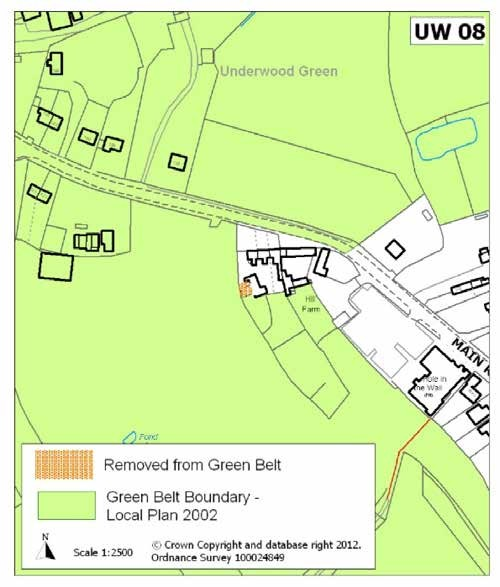 UW 08
Underwood Green
Hill
Farm
MAIN R
Hole in
the Wall
(PH)
Pond
Removed from Green Belt
Green Belt Boundary -
Local Plan 2002
N
Scale 1:2500
© Crown Copyright and database right 2012.
Ordnance Survey 100024849